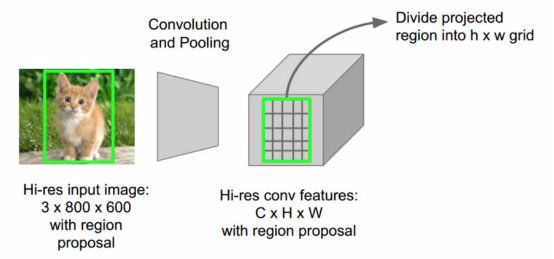 Convolution
and Pooling
Divide projected
region into h x w grid
Hi-res input image:
3 x 800 x 600
with region
proposal
Hi-res conv features:
C x H x W
with region proposal